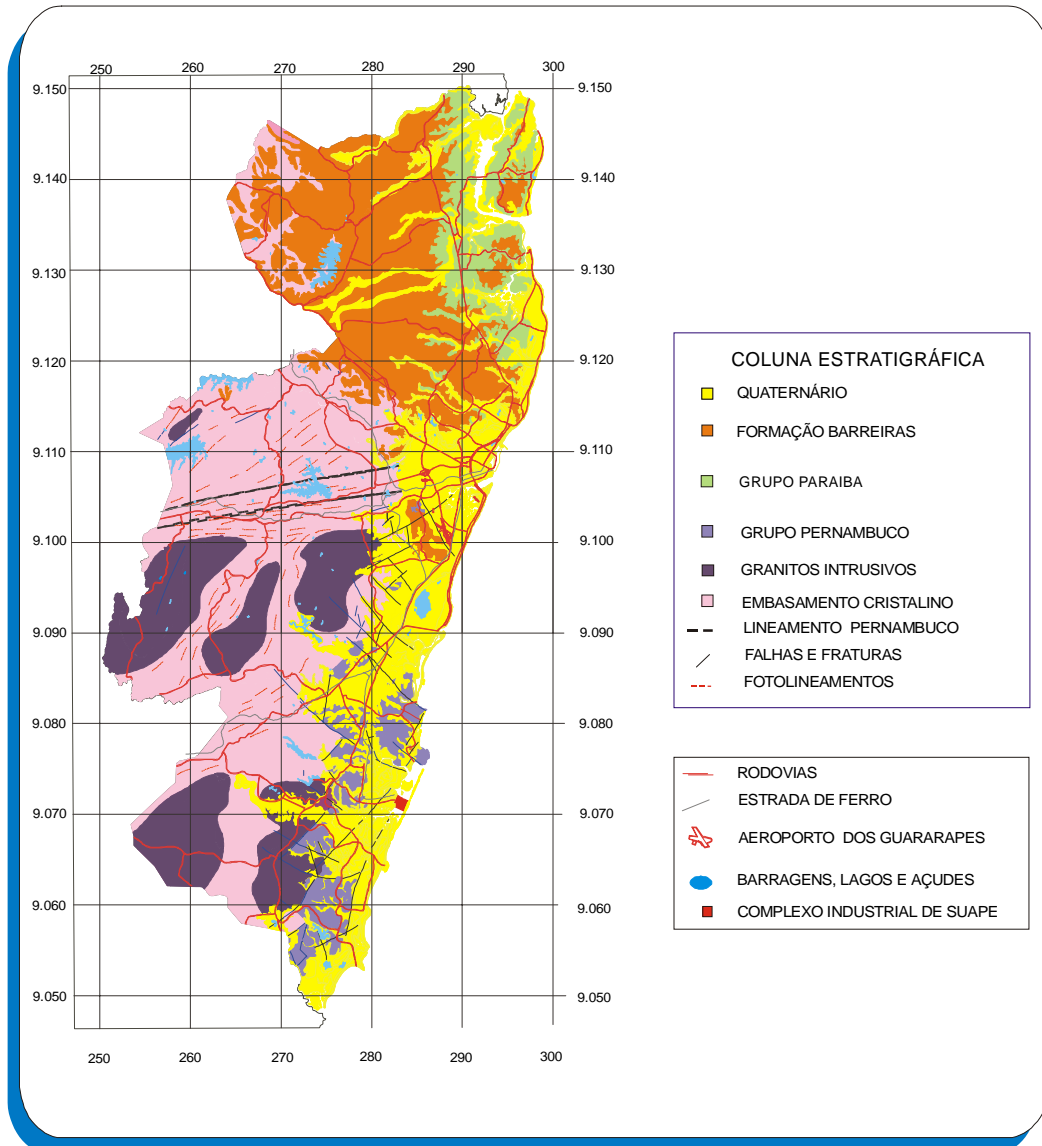 250 260 270 280 290 300
9.150 9.150
9.140 9.140
9.130 9.130
9.120 9.120
9.110 9.110
9.100 9.100
9.090 9.090
9.080 9.080
9.070 9.070
9.060 9.060
9.050 9.050
250 260 270 280 290 300
COLUNA ESTRATIGRÁFICA
QUATERNÁRIO
FORMAÇÃO BARREIRAS
GRUPO PARAIBA
GRUPO PERNAMBUCO
GRANITOS INTRUSIVOS
EMBASAMENTO CRISTALINO
LINEAMENTO PERNAMBUCO
FALHAS E FRATURAS
FOTOLINEAMENTOS
RODOVIAS
ESTRADA DE FERRO
AEROPORTO DOS GUARARAPES
BARRAGENS, LAGOS E AÇUDES
COMPLEXO INDUSTRIAL DE SUAPE